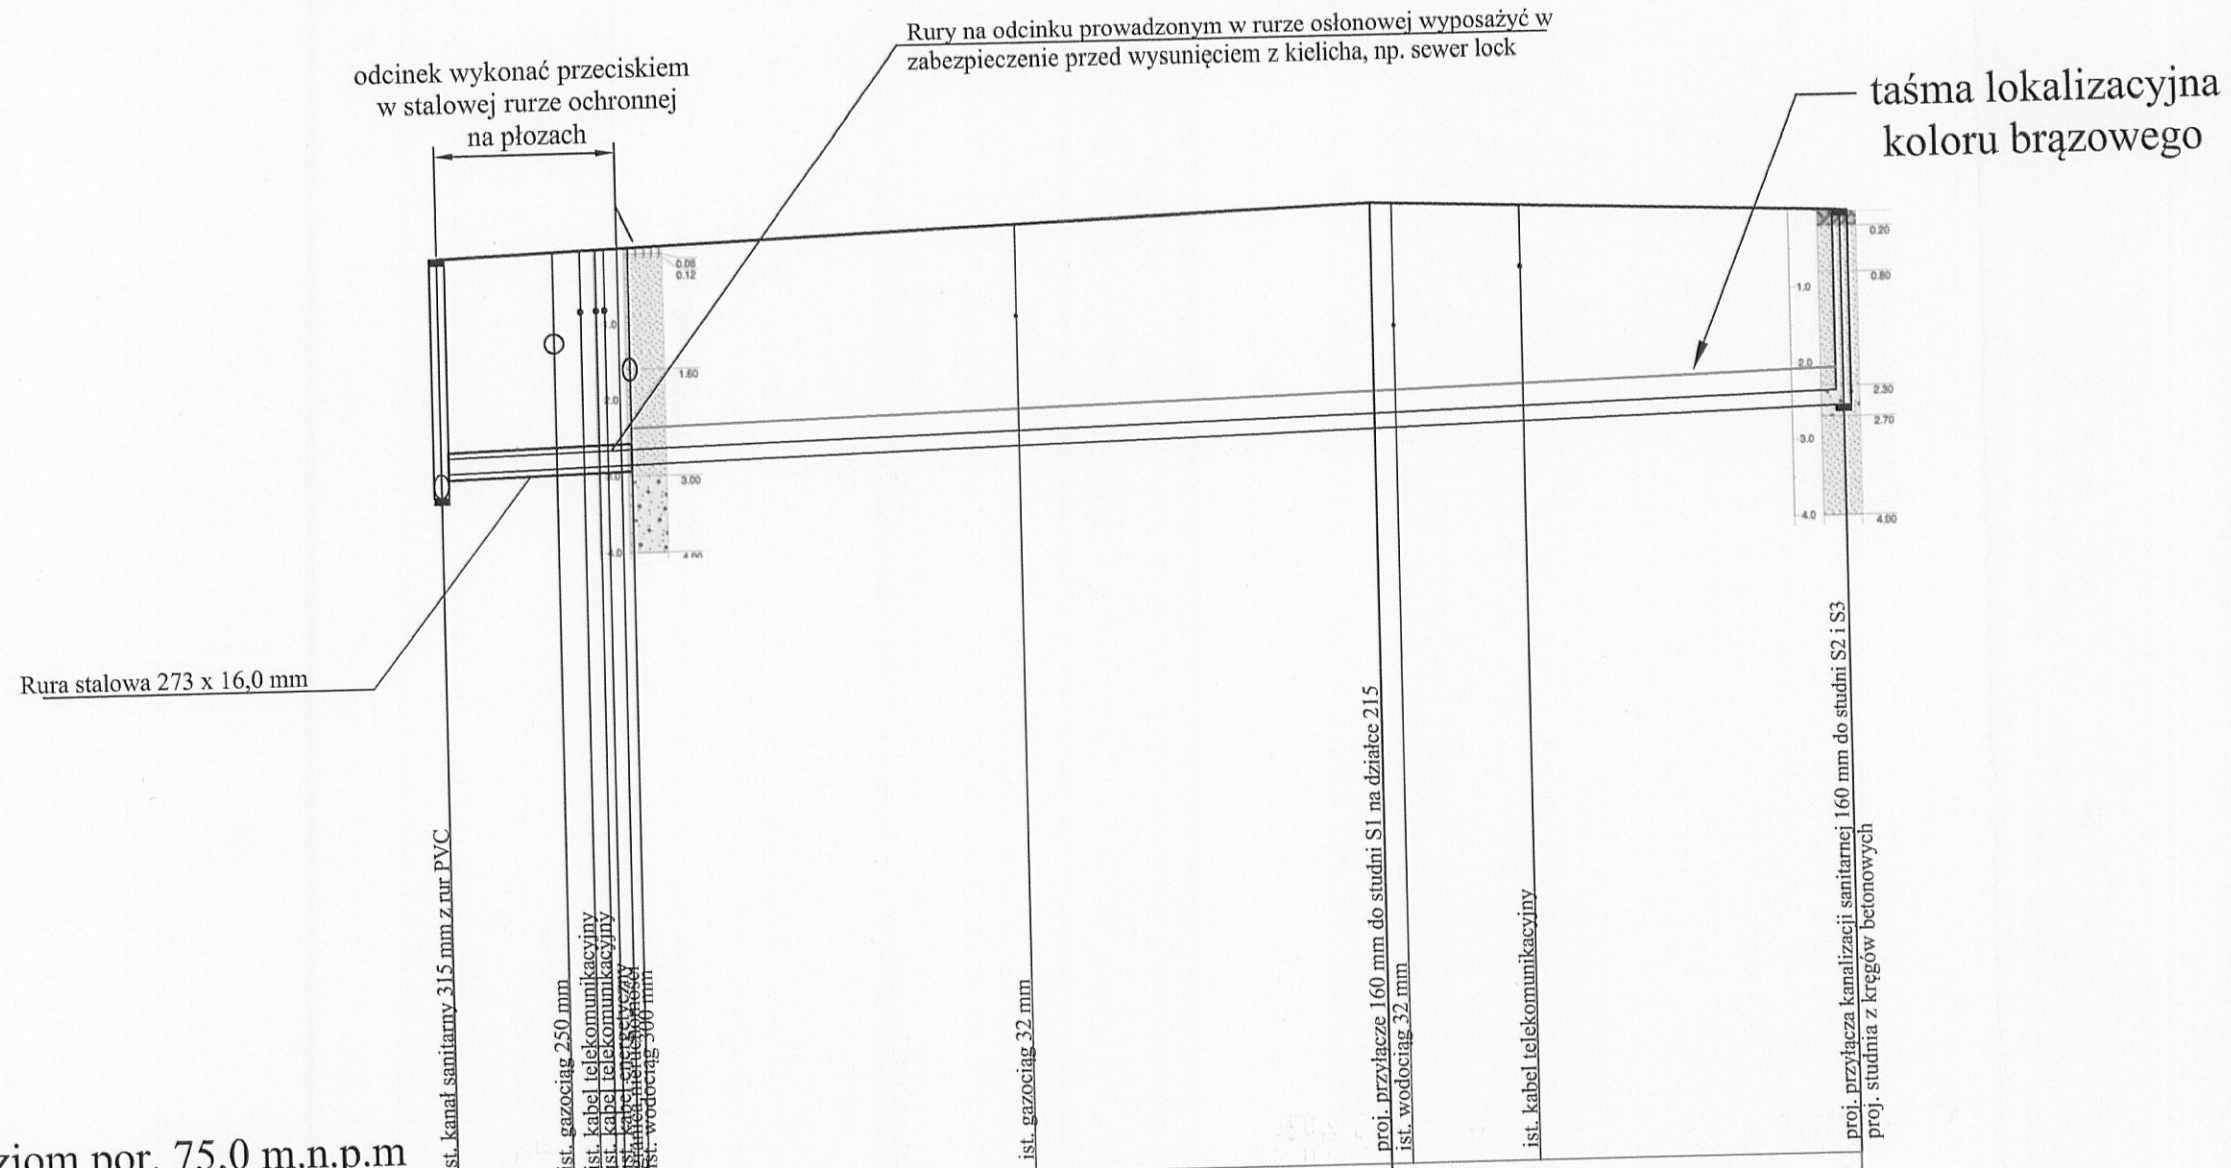 Rury na odcinku prowadzonym w rurze osłonowej wyposażyć w
zabezpieczenie przed wysunięciem z kielicha, np. sewer lock
odcinek wykonać przeciskiem
w stalowej rurze ochronnej
na płozach
taśma lokalizacyjna
koloru brązowego
0.08
0.12
1.0
1.60
2.0
3.00
4.0
4.00
0.20
0.80
1.0
2.0
2.30
2.70
3.0
4.0
4.00
Rura stalowa 273 x 16,0 mm
st. kanał sanitarny 315 mm z rur PVC
ist. gazociąg 250 mm
ist. kabel telekomunikacyjny
ist. kabel telekomunikacyjny
ist. kabel energetyczny
granica nieruchomości
ist. wodociąg 300 mm
ist. gazociąg 32 mm
proj. przyłącze 160 mm do studni S1 na działce 215
ist. wodociąg 32 mm
ist. kabel telekomunikacyjny
proj. przyłącza kanalizacji sanitarnej 160 mm do studni S2 i S3
proj. studnia z kręgów betonowych
ziom por. 75,0 m.n.p.m